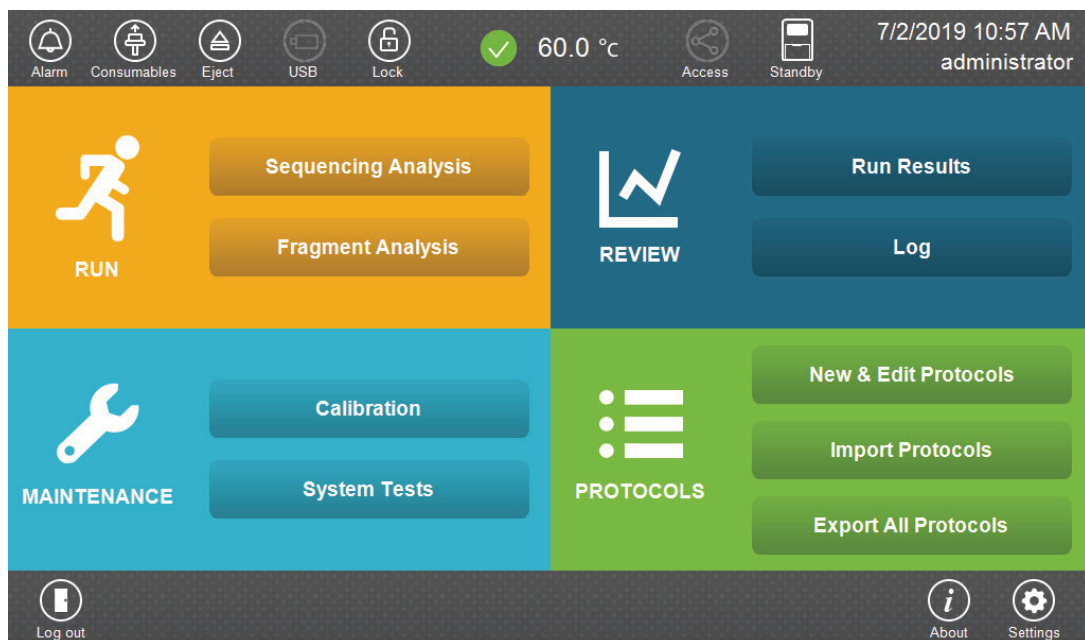 7/2/2019 10:57 AM
administrator
Alarm
Consumables
Eject
USB
Lock
60.0 °C
Access
Standby
RUN
Sequencing Analysis
Fragment Analysis
REVIEW
Run Results
Log
MAINTENANCE
Calibration
System Tests
PROTOCOLS
New & Edit Protocols
Import Protocols
Export All Protocols
Log out
i
About
Settings